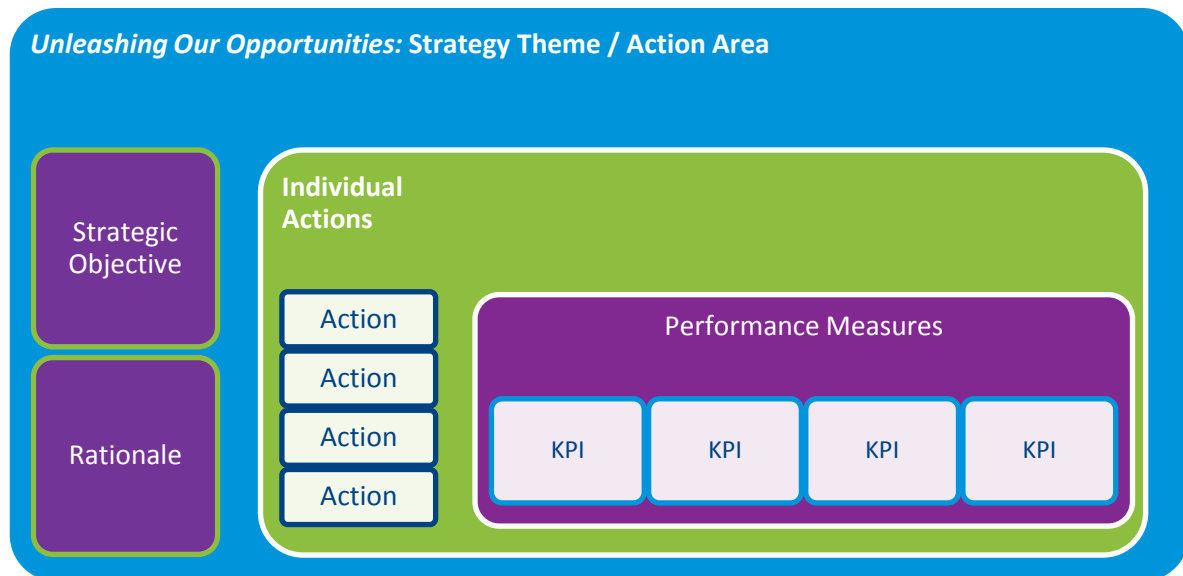 Unleashing Our Opportunities: Strategy Theme / Action Area
Strategic
Objective
Rationale
Individual
Actions
Action
Action
Action
Action
Performance Measures
KPI
KPI
KPI
KPI